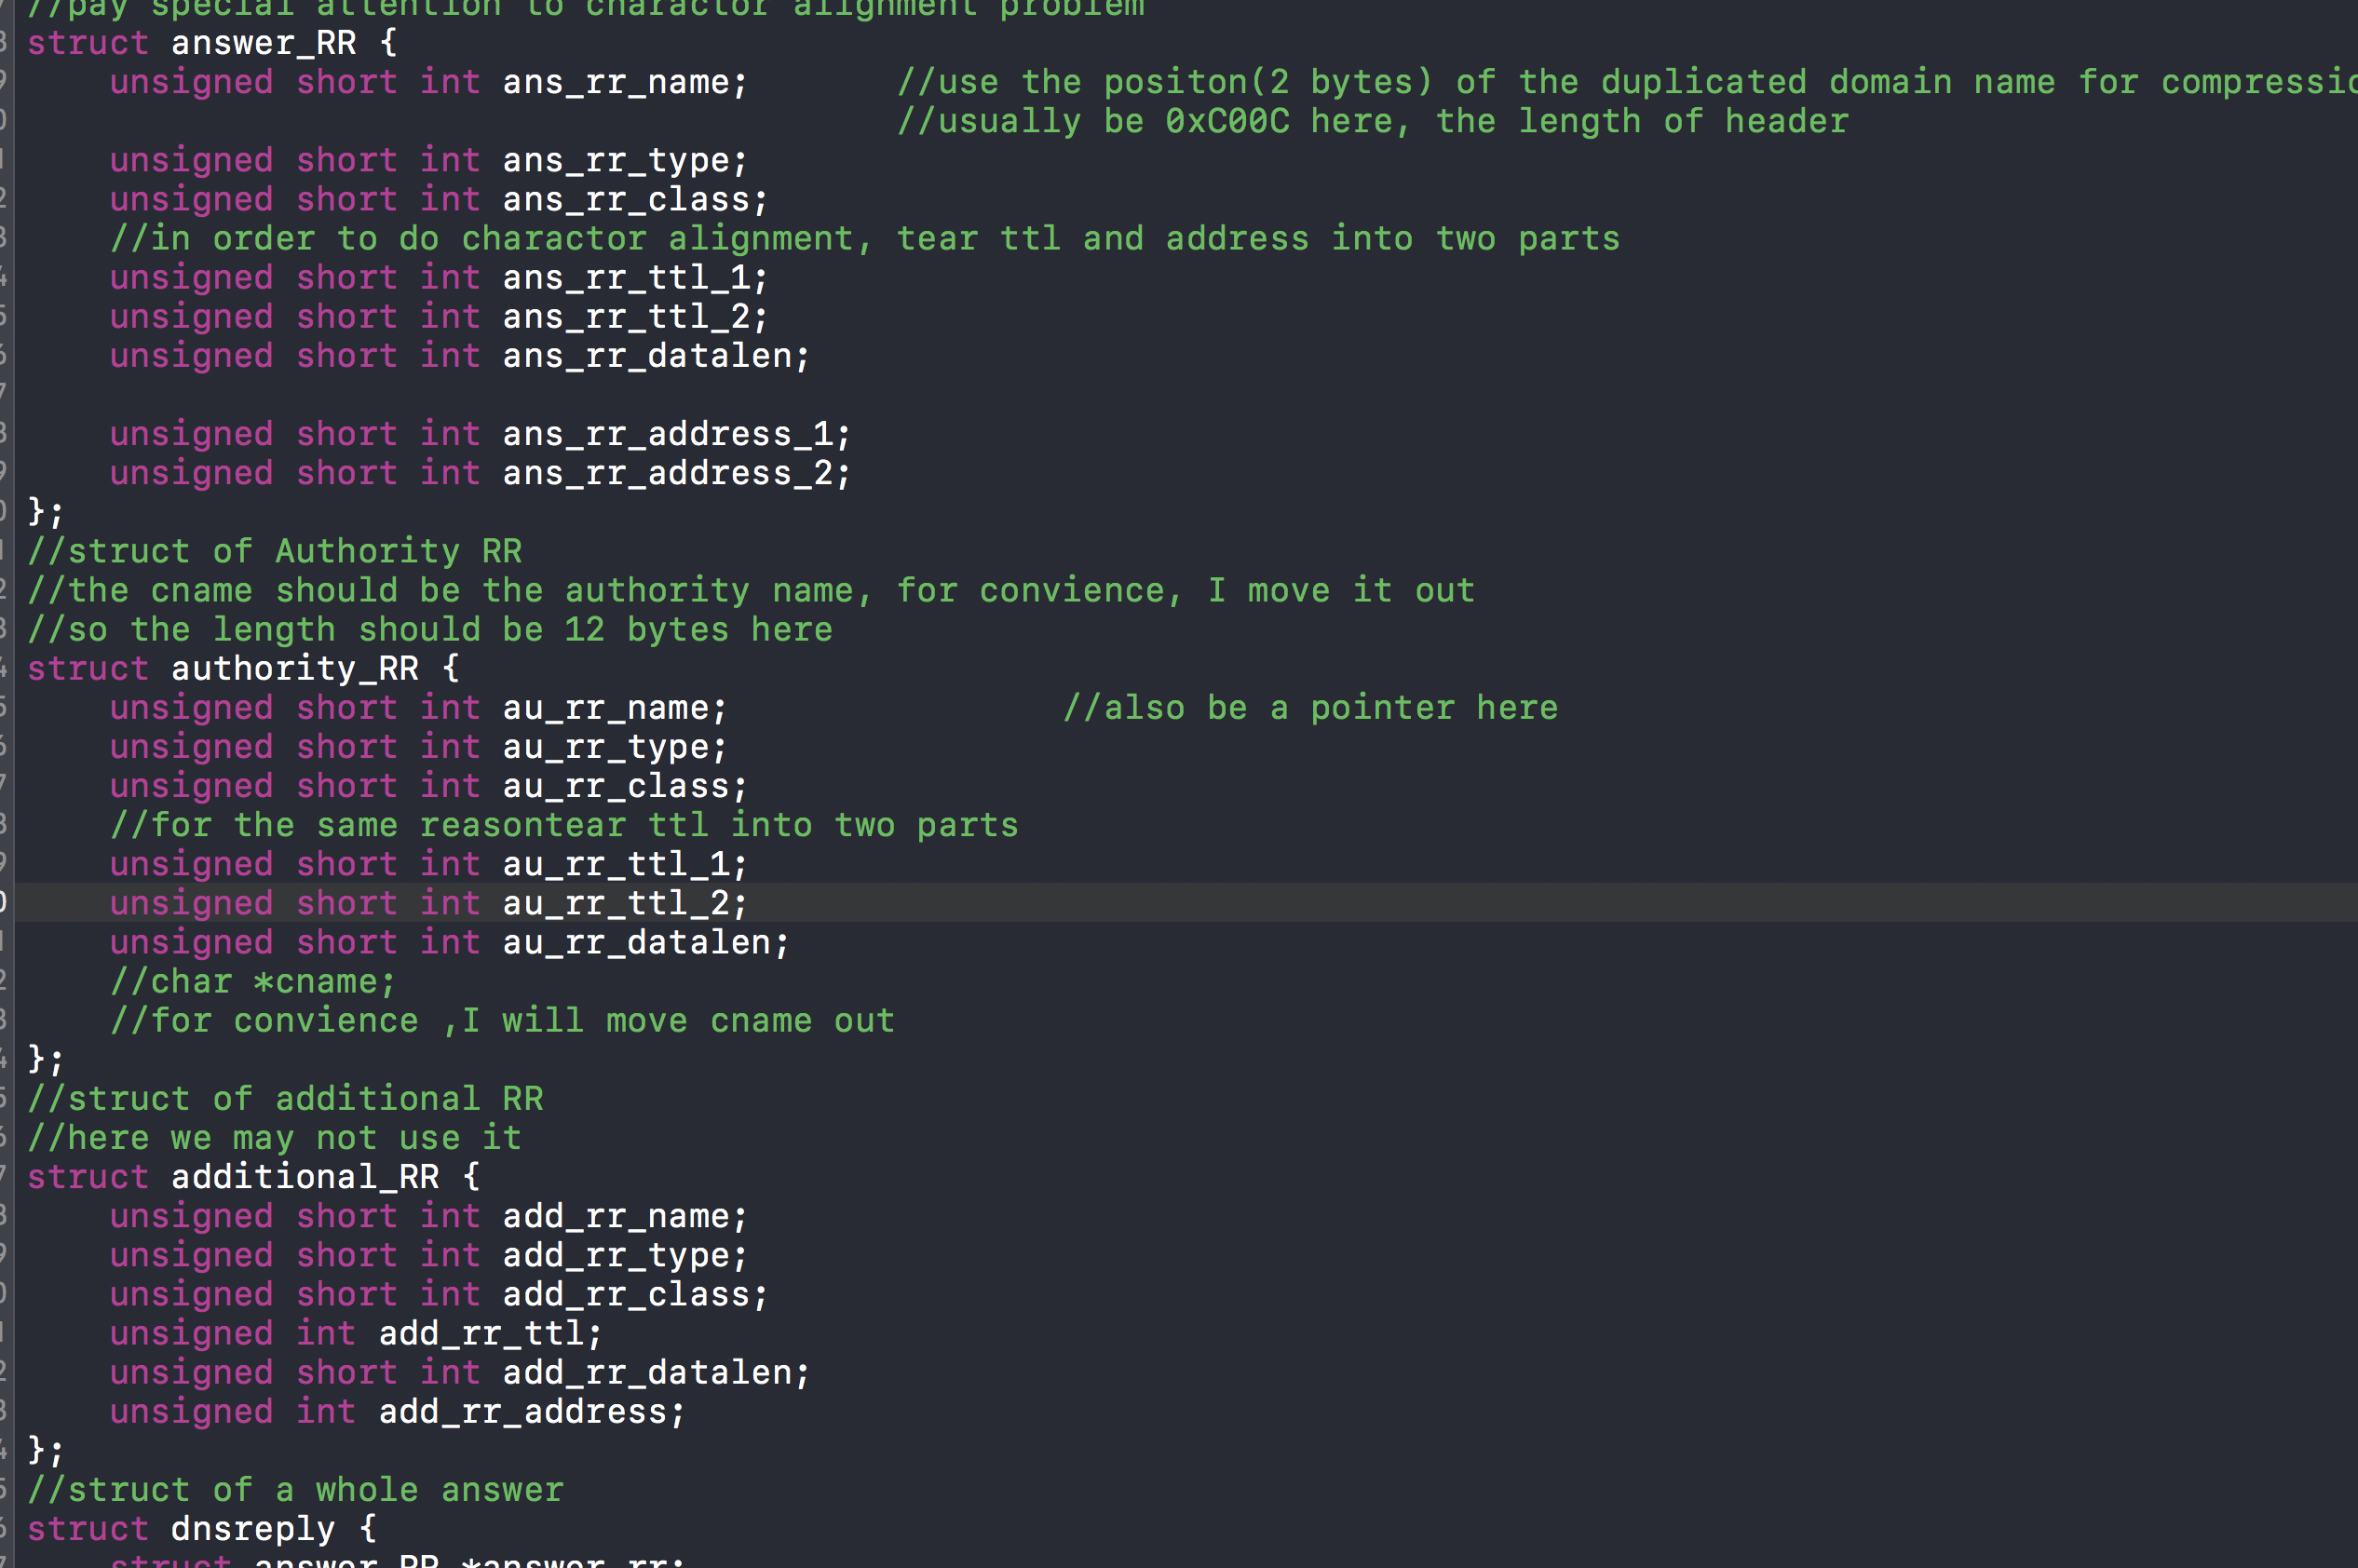 //pay special attention to charactor alignment problem
struct answer_RR {
unsigned short int ans_rr_name; //use the positon(2 bytes) of the duplicated domain name for
//usually be 0xC00C here, the length of header
unsigned short int ans_rr_type;
unsigned short int ans_rr_class;
//in order to do charactor alignment, tear ttl and address into two parts
unsigned short int ans_rr_ttl_1;
unsigned short int ans_rr_ttl_2;
unsigned short int ans_rr_datalen;
unsigned short int ans_rr_address_1;
unsigned short int ans_rr_address_2;
};
//struct of Authority RR
//the cname should be the authority name, for convience, I move it out
//so the length should be 12 bytes here
struct authority_RR {
unsigned short int au_rr_name; //also be a pointer here
unsigned short int au_rr_type;
unsigned short int au_rr_class;
//for the same reasontear ttl into two parts
unsigned short int au_rr_ttl_1;
unsigned short int au_rr_ttl_2;
unsigned short int au_rr_datalen;
//char *cname;
//for convience ,I will move cname out
};
//struct of additional RR
//here we may not use it
struct additional_RR {
unsigned short int add_rr_name;
unsigned short int add_rr_type;
unsigned short int add_rr_class;
unsigned int add_rr_ttl;
unsigned short int add_rr_datalen;
unsigned int add_rr_address;
};
//struct of a whole answer
struct dnsreply {
struct answer_RR *answer_rr;